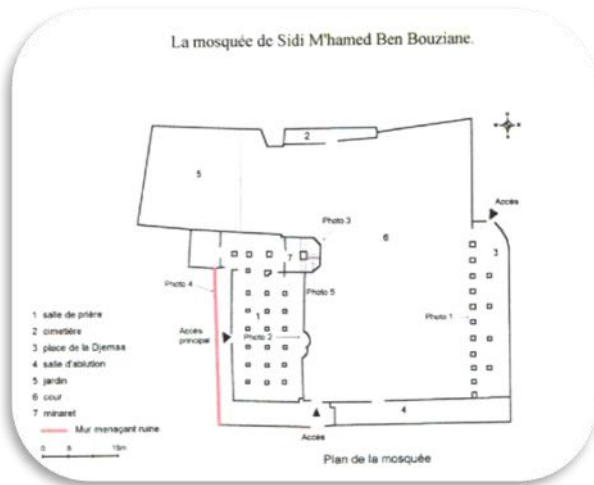 La mosquée de Sidi M'hamed Ben Bouziane.
2
5
Accès
Photo 3
6
7
3
Photo 4
Photo 5
Photo 1
1
Accès principal
Photo 2
4
Accès
1 salle de prière
2 cimetière
3 place de la Djemaa
4 salle d'ablution
5 jardin
6 cour
7 minaret
Mur menaçant ruine
0
15m
Plan de la mosquée